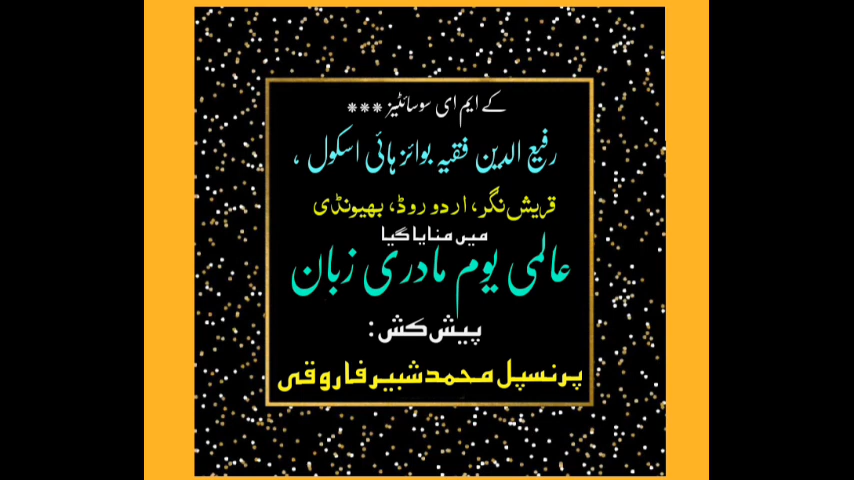 کے ایم ای سوسائٹیز ***
رفیع الدین فقیہ بوائز ہائی اسکول ،
قریش نگر، اردو روڈ، بھیونڈی
میں منایا گیا
عالمی یوم مادری زبان
پیش کش :
پرنسپل محمد شبیر فاروقی